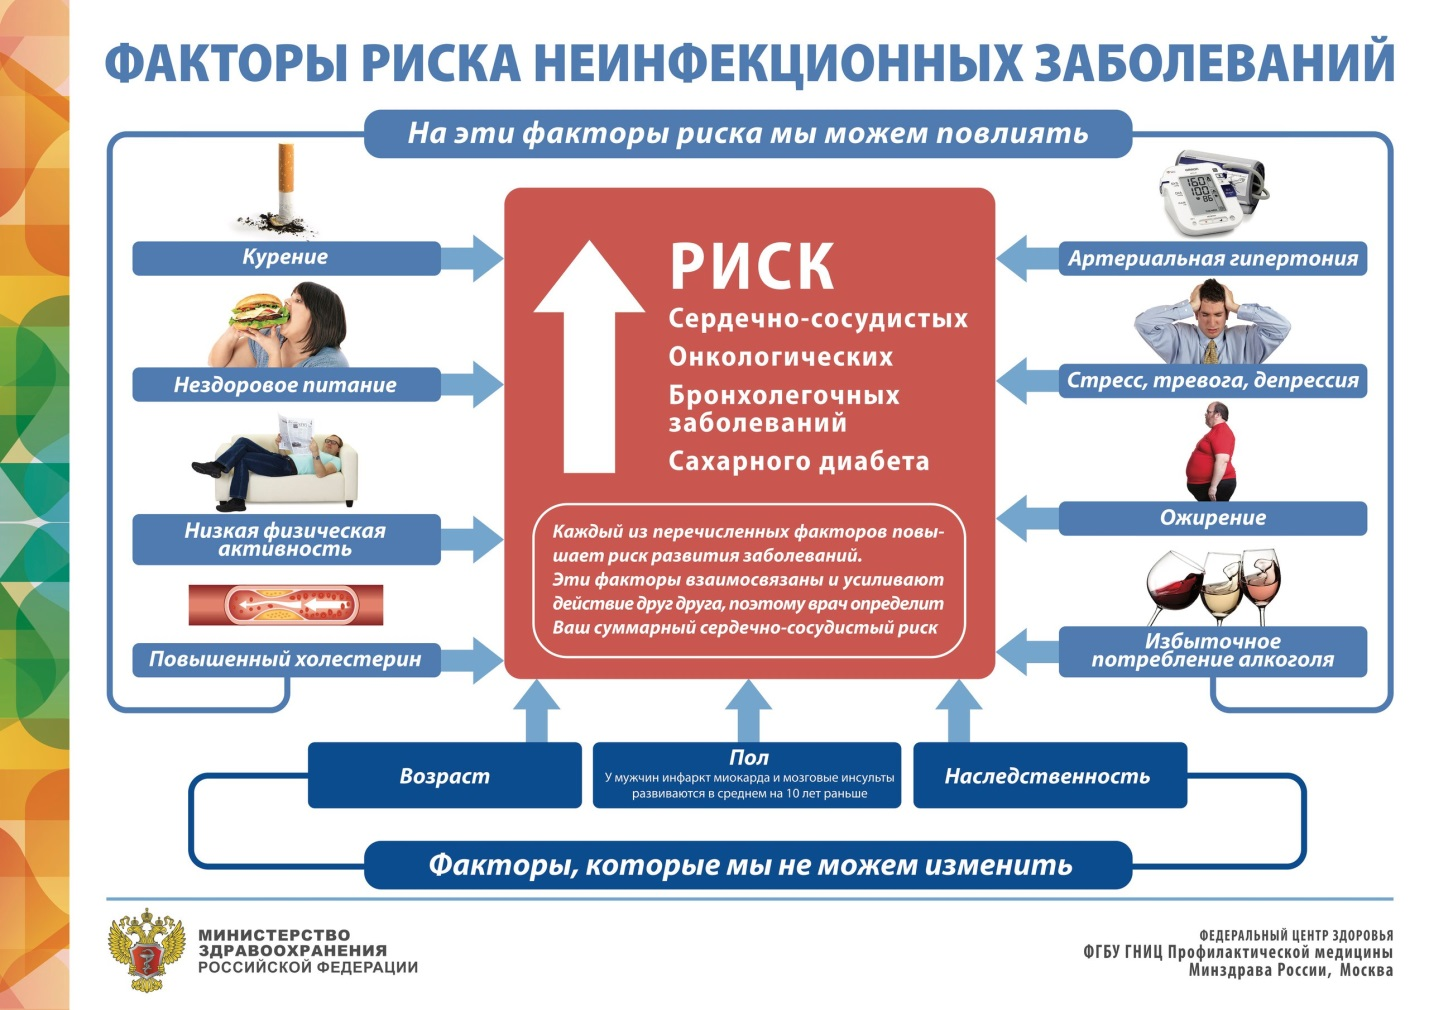 ФАКТОРЫ РИСКА НЕИНФЕКЦИОННЫХ ЗАБОЛЕВАНИЙ
На эти факторы риска мы можем повлиять
Курение
Нездоровое питание
Низкая физическая
активность
Повышенный холестерин
РИСК
Сердечно-сосудистых
Онкологических
Бронхолегочных
заболеваний
Сахарного диабета
Каждый из перечисленных факторов повы-
шает риск развития заболеваний.
Эти факторы взаимосвязаны и усиливают
действие друг друга, поэтому врач определит
Ваш суммарный сердечно-сосудистый риск
160
100
86
Артериальная гипертония
Стресс, тревога, депрессия
Ожирение
Избыточное
потребление алкоголя
Возраст
Пол
У мужчин инфаркт миокарда и мозговые инсульты
развиваются в среднем на 10 лет раньше
Наследственность
Факторы, которые мы не можем изменить
МИНИСТЕРСТВО
ЗДРАВООХРАНЕНИЯ
РОССИЙСКОЙ ФЕДЕРАЦИИ
ФЕДЕРАЛЬНЫЙ ЦЕНТР ЗДОРОВЬЯ
ФГБУ ГНИЦ Профилактической медицины
Минздрава России, Москва